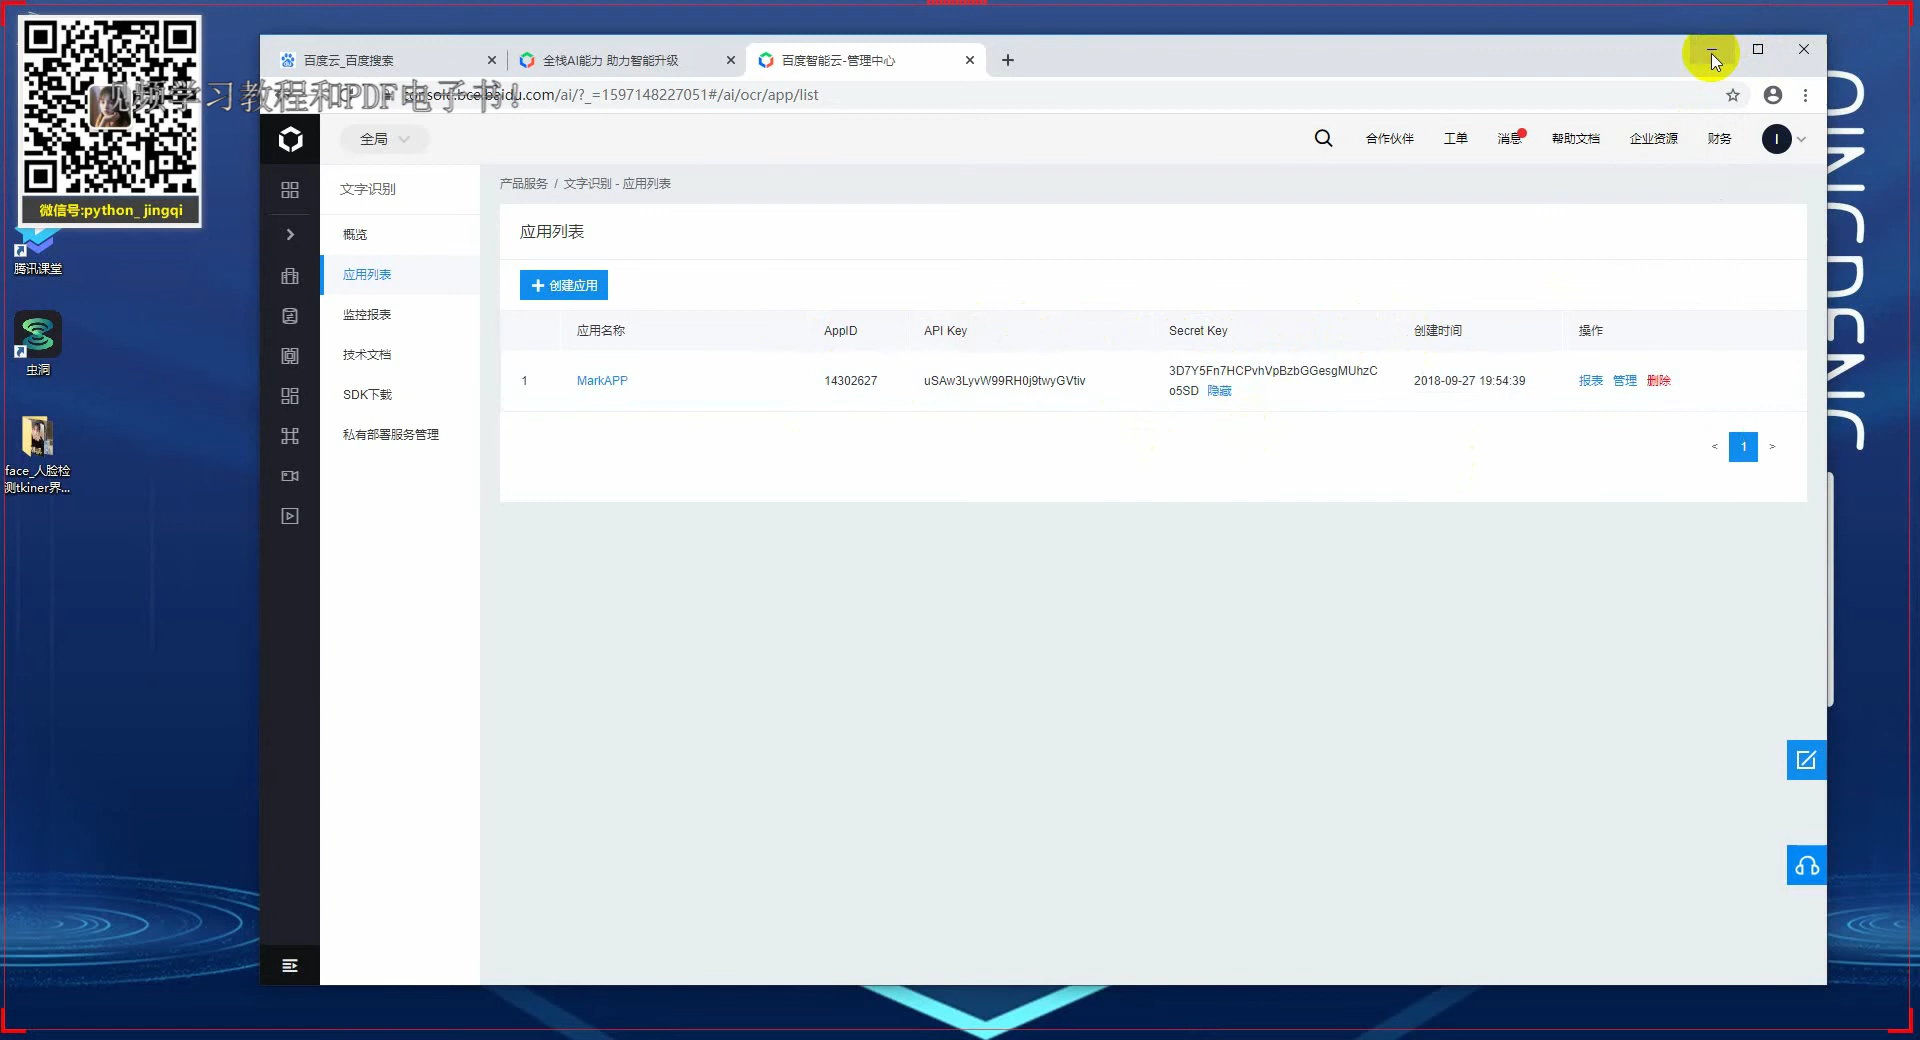 百度云_百度搜索
全栈AI能力 助力智能升级
百度智能云-管理中心
视频学习教程和PDF电子书!
console.bce.baidu.com/ai/?_=1597148227051#/ai/ocr/app/list
全局
合作伙伴
工单
消息
帮助文档
企业资源
财务
I
微信号:python_ jingqi
腾讯课堂
虫洞
face_人脸检
测tkiner界...
文字识别
概览
应用列表
监控报表
技术文档
SDK下载
私有部署服务管理
产品服务 / 文字识别 - 应用列表
应用列表
创建应用
应用名称 AppID API Key Secret Key 创建时间 操作
1 MarkAPP 14302627 uSAw3LyvW99RH0j9twyGVtiv 3D7Y5Fn7HCPvhVpBzbGGesgMUhzC 2018-09-27 19:54:39 报表 管理 删除
o5SD 隐藏
< 1 >
QINGDENG